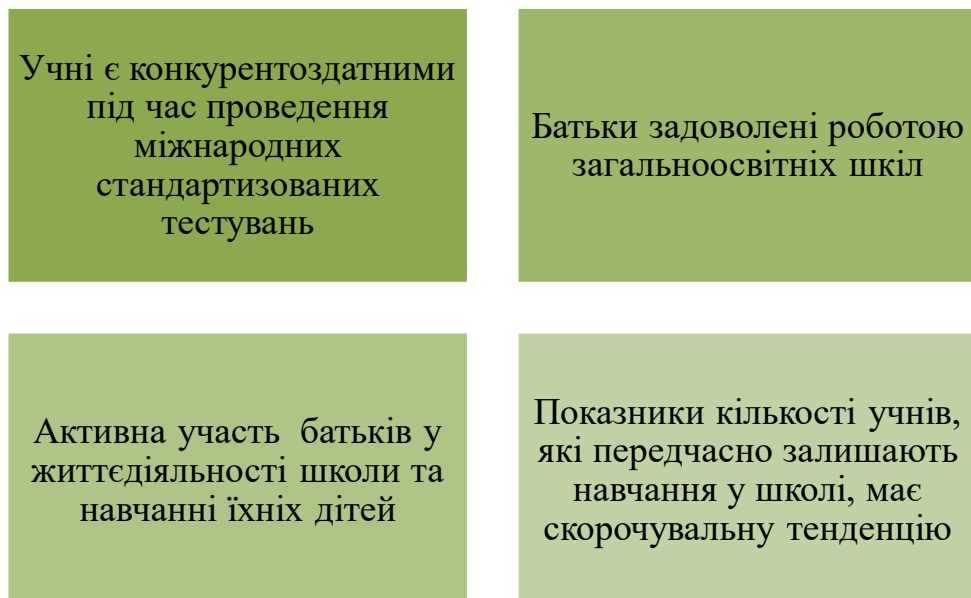 Учні є конкурентоздатними
під час проведення
міжнародних
стандартизованих
тестувань
Батьки задоволені роботою
загальноосвітніх шкіл
Активна участь  батьків у
життєдіяльності школи та
навчанні їхніх дітей
Показники кількості учнів,
які передчасно залишають
навчання у школі, має
скорочувальну тенденцію